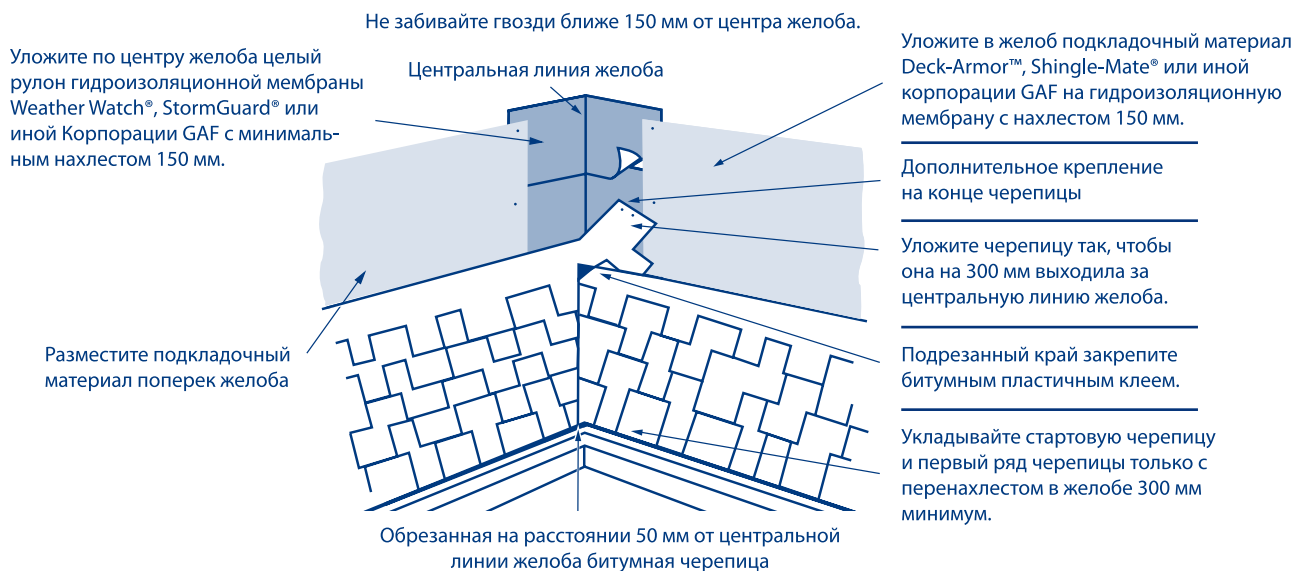 Не забивайте гвозди ближе 150 мм от центра желоба.
Уложите по центру желоба целый
рулон гидроизоляционной мембраны
Weather Watch®, StormGuard® или
иной Корпорации GAF с минималь-
ным нахлестом 150 мм.
Центральная линия желоба
Уложите в желоб подкладочный материал
Deck-Armor™, Shingle-Mate® или иной
корпорации GAF на гидроизоляционную
мембрану с нахлестом 150 мм.
Дополнительное крепление
на конце черепицы
Уложите черепицу так, чтобы
она на 300 мм выходила за
центральную линию желоба.
Разместите подкладочный
материал поперек желоба
Подрезанный край закрепите
битумным пластичным клеем.
Укладывайте стартовую черепицу
и первый ряд черепицы только с
перенахлестом в желобе 300 мм
минимум.
Обрезанная на расстоянии 50 мм от центральной
линии желоба битумная черепица